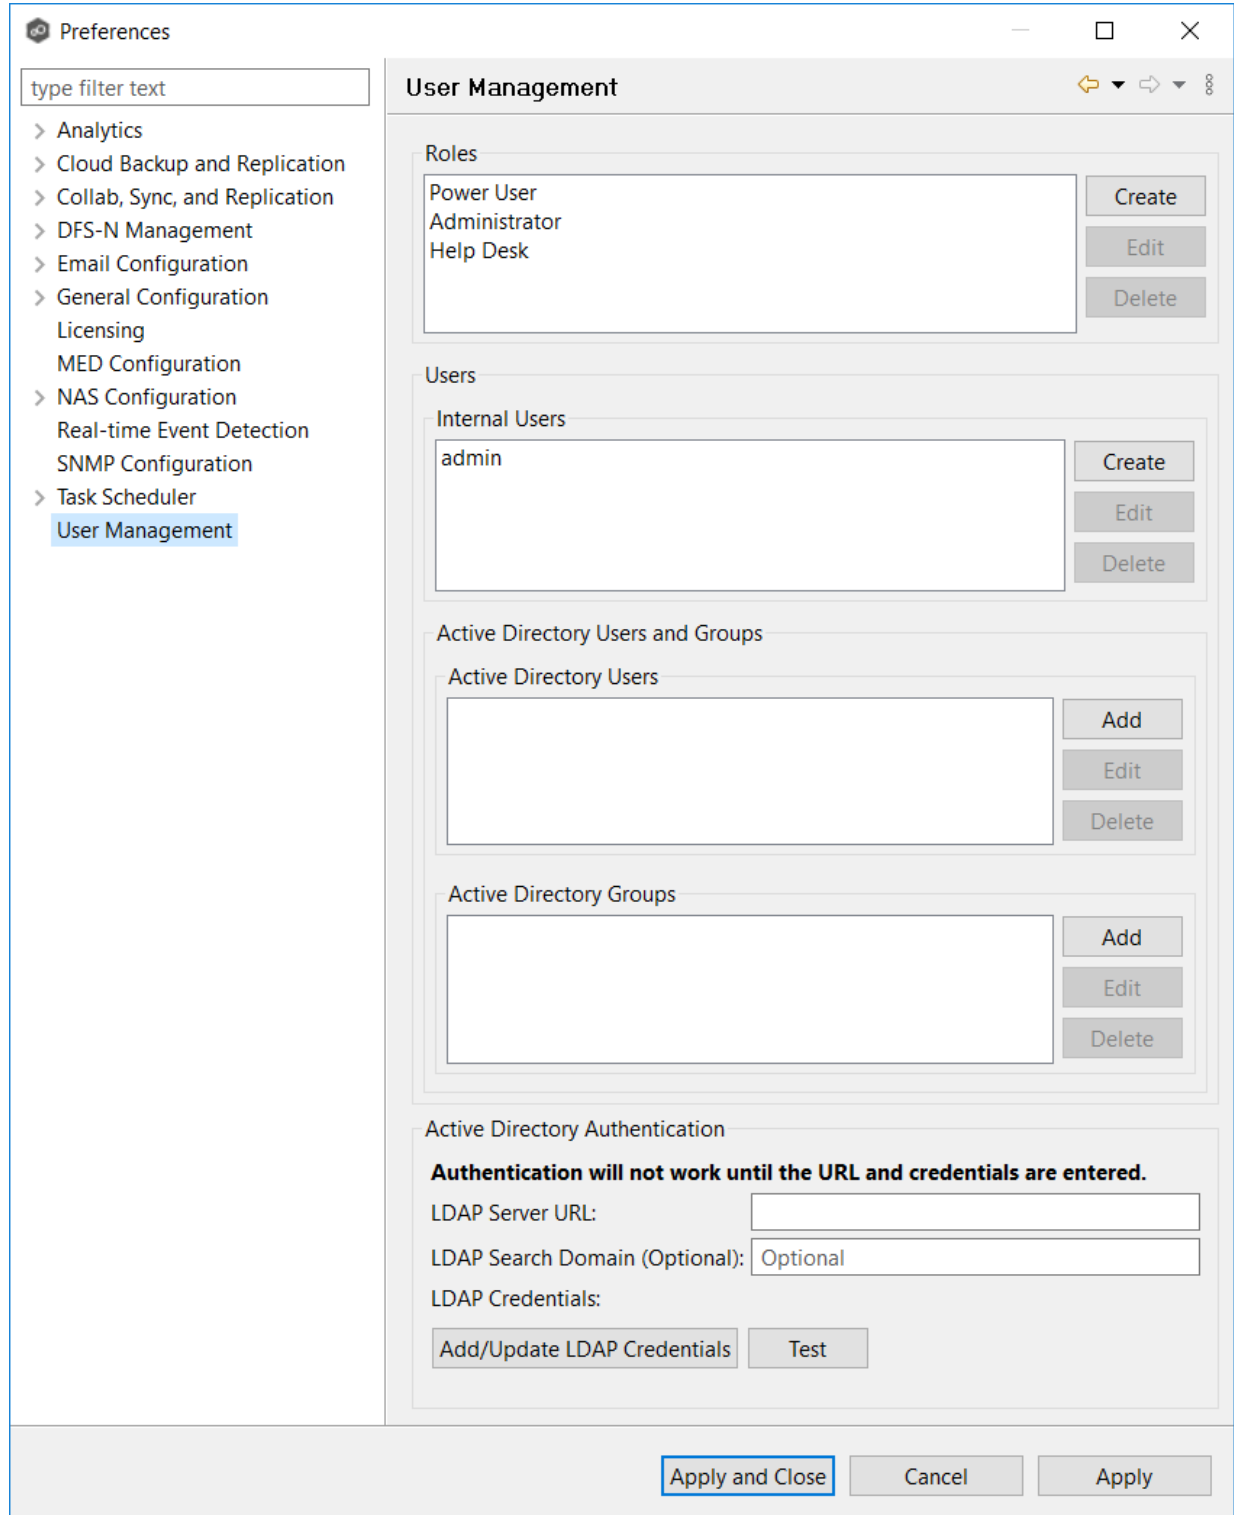 Preferences
type filter text
Analytics
Cloud Backup and Replication
Collab, Sync, and Replication
DFS-N Management
Email Configuration
General Configuration
Licensing
MED Configuration
NAS Configuration
Real-time Event Detection
SNMP Configuration
Task Scheduler
User Management
User Management
Roles
Power User
Administrator
Help Desk
Create
Edit
Delete
Users
Internal Users
admin
Create
Edit
Delete
Active Directory Users and Groups
Active Directory Users
Add
Edit
Delete
Active Directory Groups
Add
Edit
Delete
Active Directory Authentication
Authentication will not work until the URL and credentials are entered.
LDAP Server URL:
LDAP Search Domain (Optional): Optional
LDAP Credentials:
Add/Update LDAP Credentials Test
Apply and Close Cancel Apply